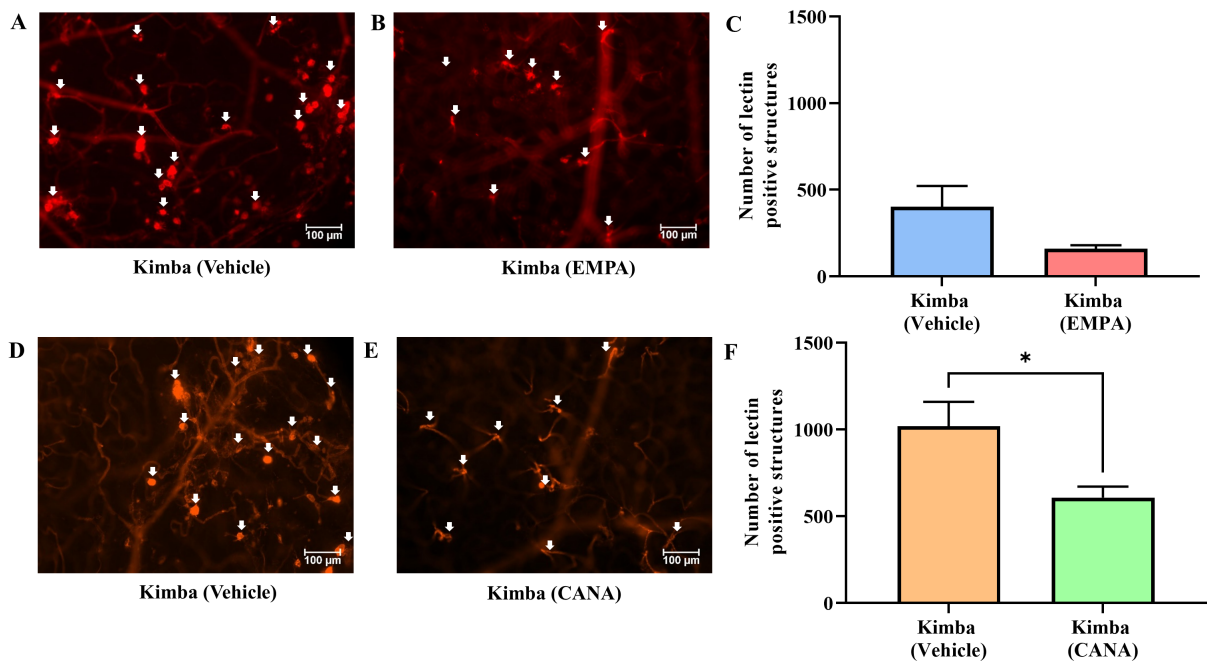 A
B
C
100 µm
100 µm
Kimba (Vehicle)
Kimba (EMPA)
Number of lectin
positive structures
1500
1000
500
0
Kimba
(Vehicle)
Kimba
(EMPA)
D
E
F
100 µm
100 µm
Kimba (Vehicle)
Kimba (CANA)
Number of lectin
positive structures
1500
1000
500
0
*
Kimba
(Vehicle)
Kimba
(CANA)